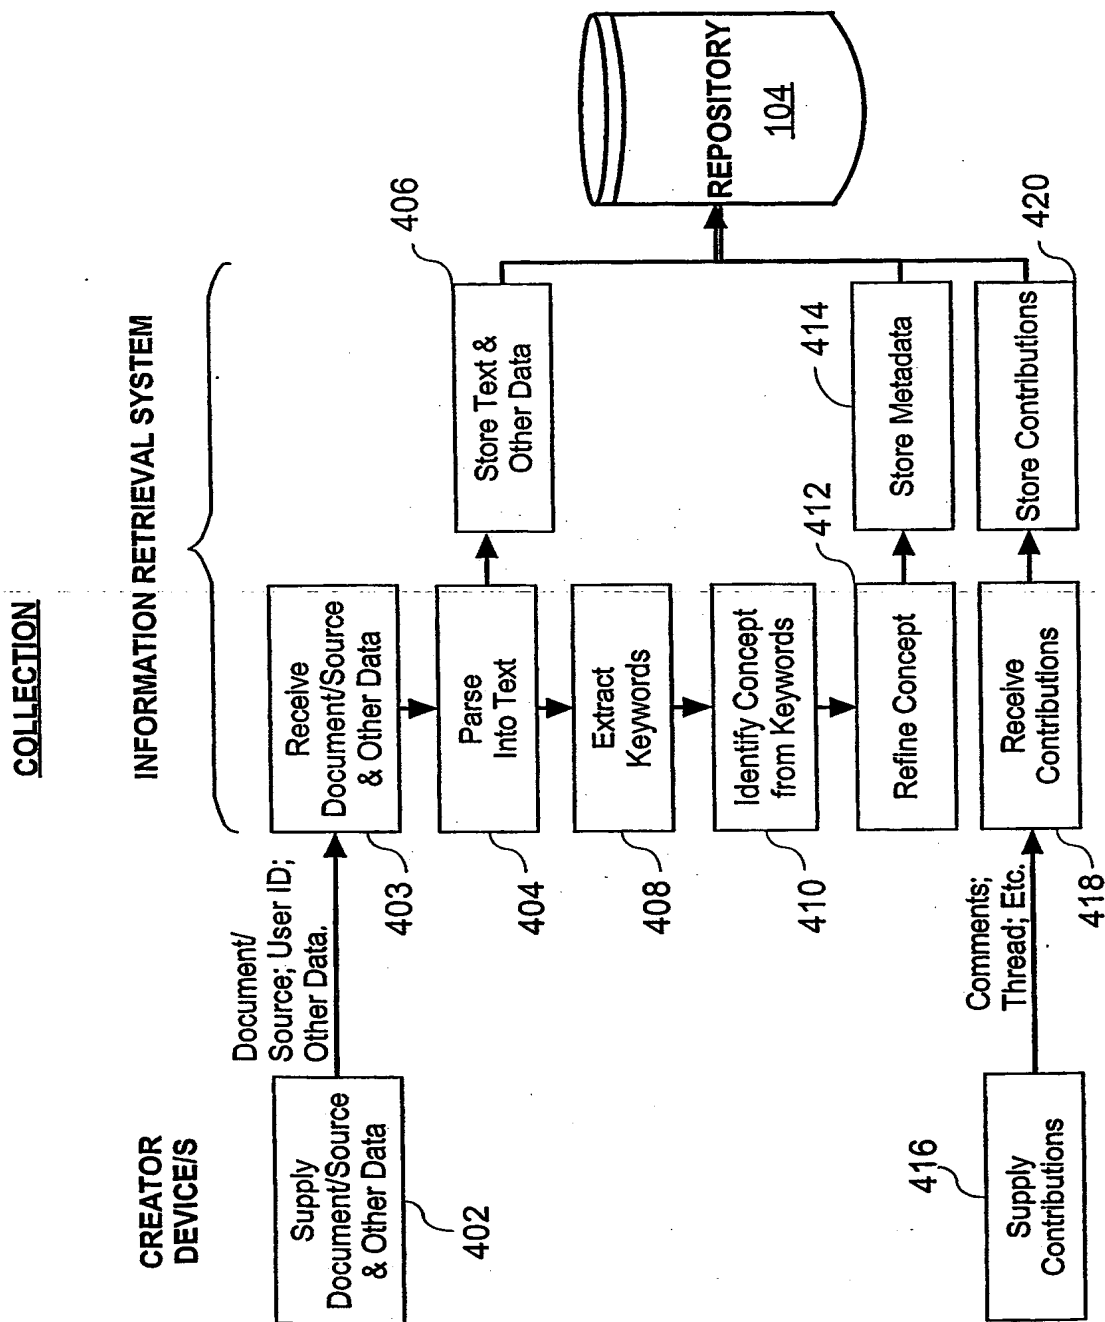 COLLECTION
CREATOR
DEVICE/S
INFORMATION RETRIEVAL SYSTEM
Supply
Document/Source
& Other Data
402
Document/
Source; User ID;
Other Data.
Receive
Document/Source
& Other Data
403
Parse
Into Text
404
Store Text &
Other Data
406
Extract
Keywords
408
Identify Concept
from Keywords
410
Refine Concept
412
Store Metadata
414
Supply
Contributions
416
Comments;
Thread; Etc.
Receive
Contributions
418
Store Contributions
420
REPOSITORY
104